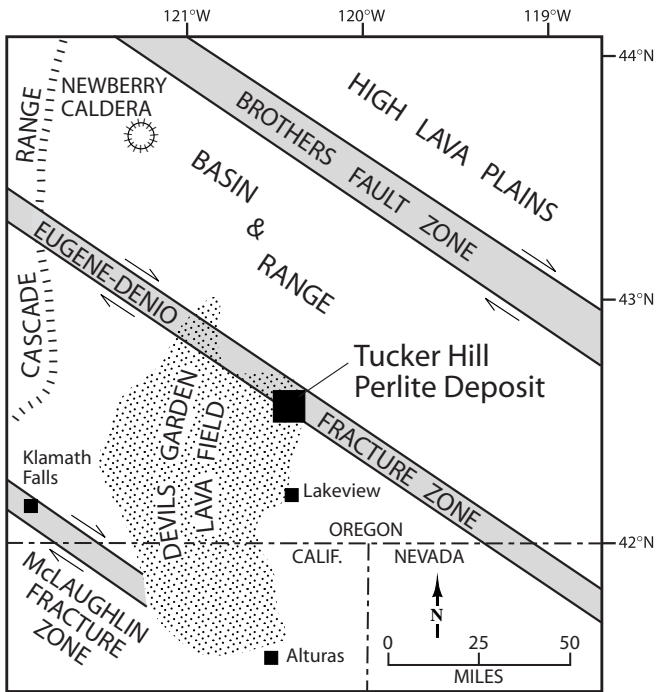 121°W 120°W 119°W
44°N
NEWBERRY
CALDERA
HIGH LAVA PLAINS
BROTHERS FAULT ZONE
CASCADE RANGE
BASIN
&
RANGE
EUGENE-DENIO
FRACTURE ZONE
43°N
Tucker Hill
Perlite Deposit
DEVILS GARDEN
LAVA FIELD
Klamath
Falls
Lakeview
OREGON
42°N
CALIF. NEVADA
McLAUGHLIN
FRACTURE
ZONE
N
0 25 50
MILES
Alturas